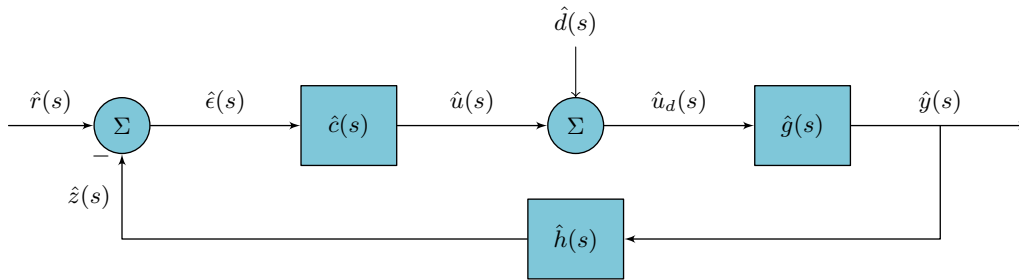 d̂(s)
r̂(s)
Σ
ε̂(s)
ĉ(s)
û(s)
Σ
û_d(s)
ĝ(s)
ŷ(s)
−
ẑ(s)
ĥ(s)